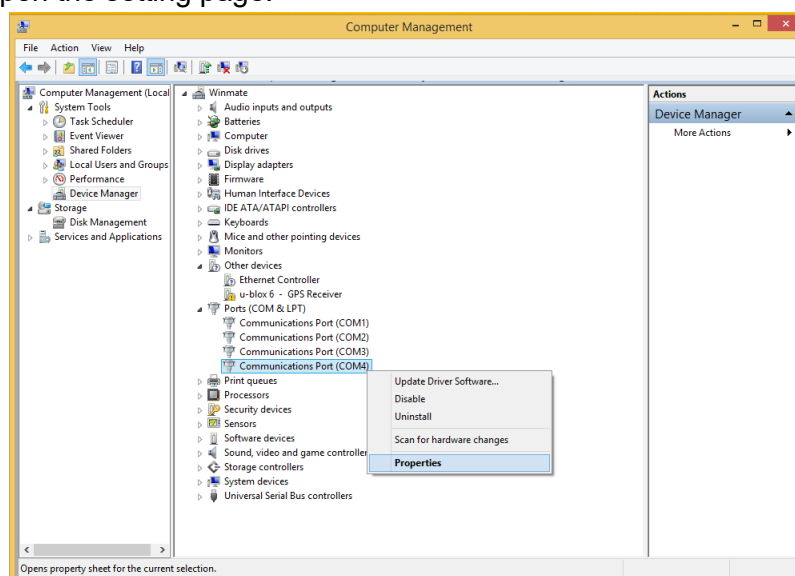 pen the setting page.
Computer Management
File Action View Help
Computer Management (Local
System Tools
Task Scheduler
Event Viewer
Shared Folders
Local Users and Groups
Performance
Device Manager
Storage
Disk Management
Services and Applications
Winmate
Audio inputs and outputs
Batteries
Computer
Disk drives
Display adapters
Firmware
Human Interface Devices
IDE ATA/ATAPI controllers
Keyboards
Mice and other pointing devices
Monitors
Other devices
Ethernet Controller
u-blox 6 - GPS Receiver
Ports (COM & LPT)
Communications Port (COM1)
Communications Port (COM2)
Communications Port (COM3)
Communications Port (COM4)
Print queues
Processors
Security devices
Sensors
Software devices
Sound, video and game controller
Storage controllers
System devices
Universal Serial Bus controllers
Update Driver Software...
Disable
Uninstall
Scan for hardware changes
Properties
Actions
Device Manager
More Actions
Opens property sheet for the current selection.